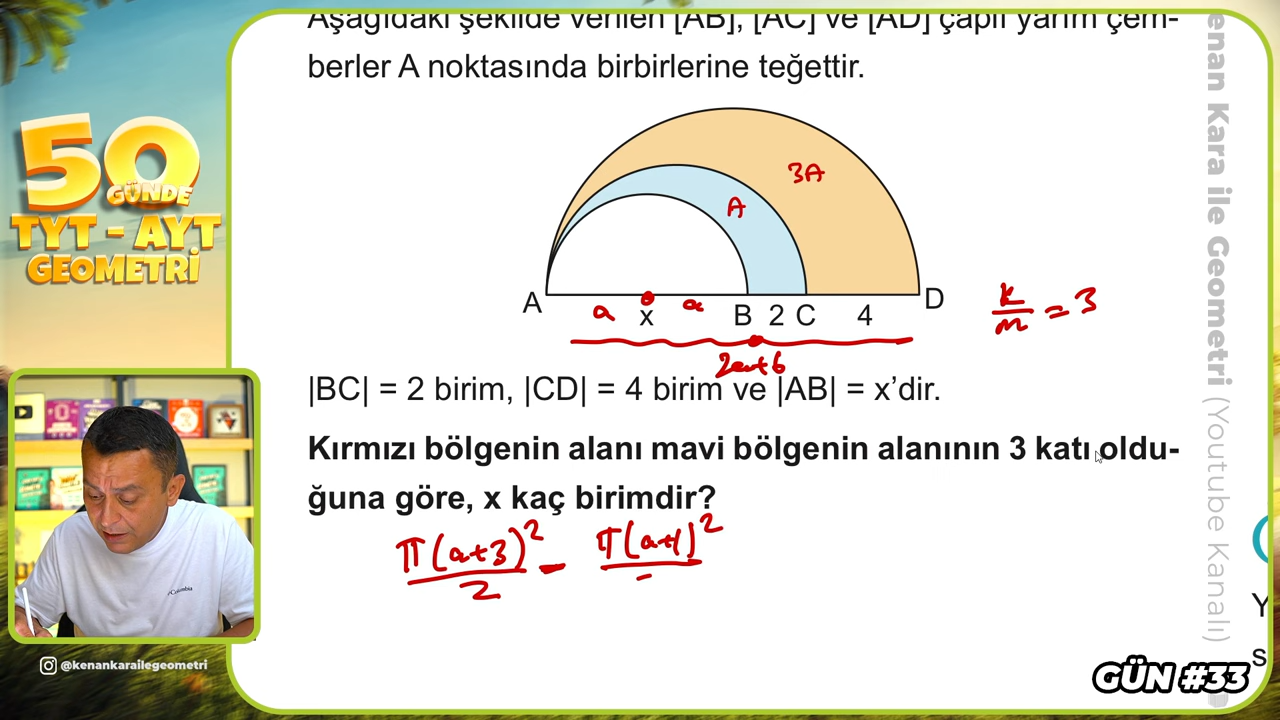 Aşağıdaki şekilde verilen [AB], [AC] ve [AD] çaplı yarım çem-
berler A noktasında birbirlerine teğettir.
50
GÜNDE
TYT - AYT
GEOMETRİ
3A
A
A
a
x
a
B
2
C
4
D
k/m = 3
2a+6
|BC| = 2 birim, |CD| = 4 birim ve |AB| = x’dir.
Kırmızı bölgenin alanı mavi bölgenin alanının 3 katı oldu-
ğuna göre, x kaç birimdir?
π(a+3)²/2 - π(a+1)²
enan Kara ile Geometri (Youtube Kanalı)
Y
s
@kenankarailegeometri
GÜN #33